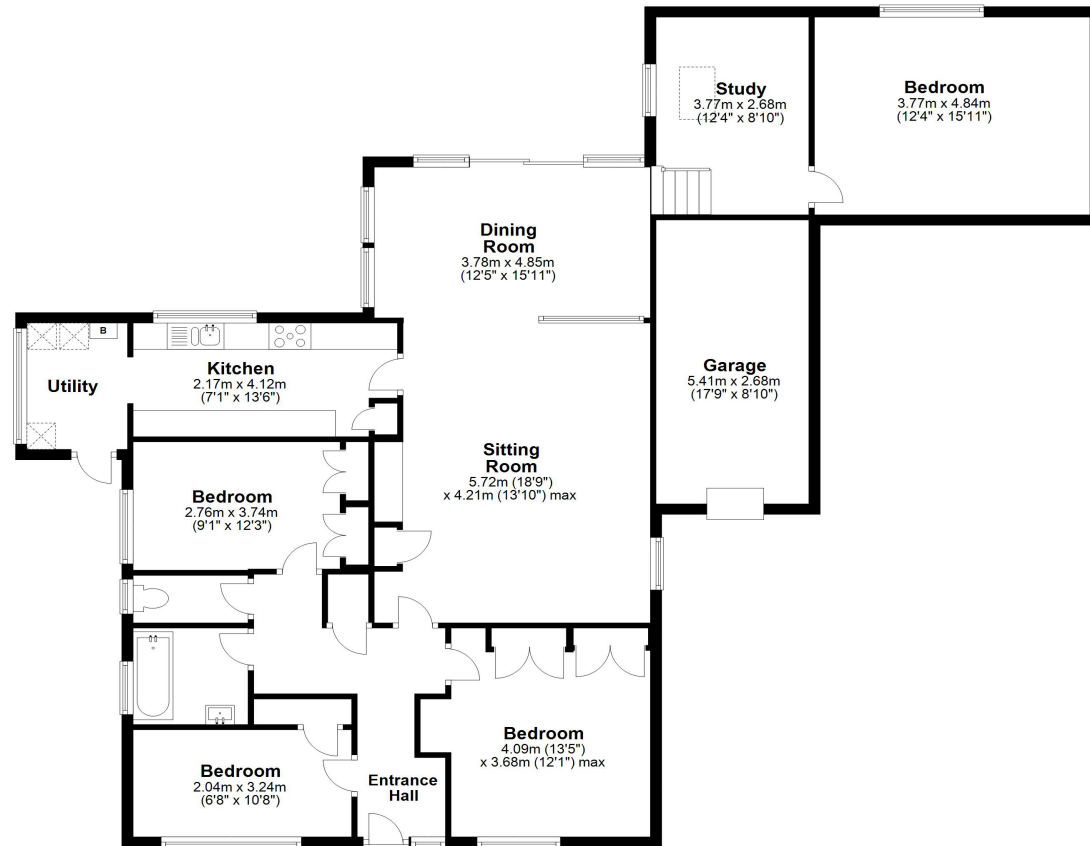 Study
3.77m x 2.68m
(12'4" x 8'10")
Bedroom
3.77m x 4.84m
(12'4" x 15'11")
Dining
Room
3.78m x 4.85m
(12'5" x 15'11")
B
Utility
Kitchen
2.17m x 4.12m
(7'1" x 13'6")
Garage
5.41m x 2.68m
(17'9" x 8'10")
Sitting
Room
5.72m (18'9")
x 4.21m (13'10") max
Bedroom
2.76m x 3.74m
(9'1" x 12'3")
Bedroom
4.09m (13'5")
x 3.68m (12'1") max
Bedroom
2.04m x 3.24m
(6'8" x 10'8")
Entrance
Hall